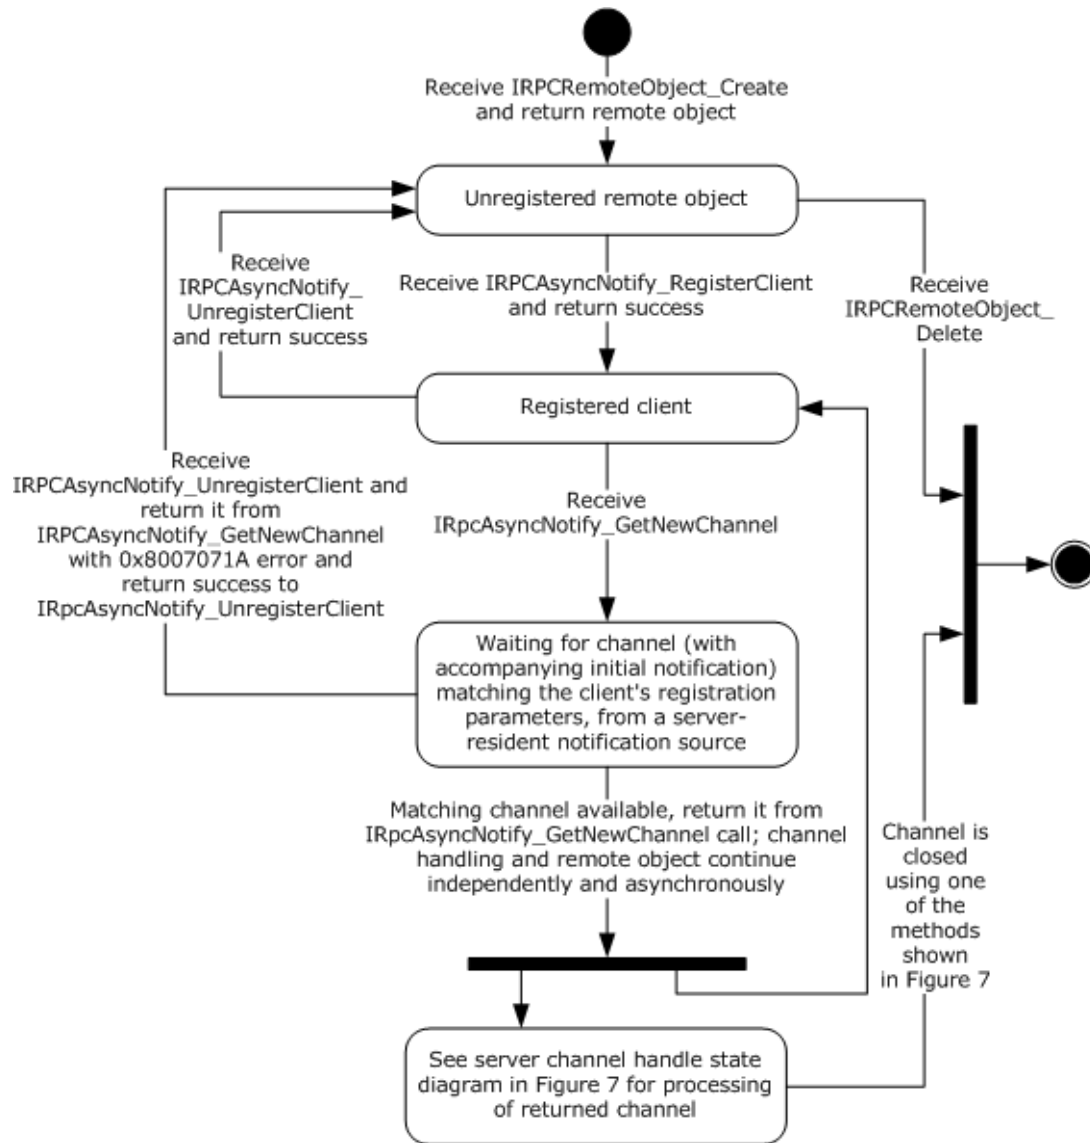 Receive IRPCRemoteObject_Create
and return remote object
Unregistered remote object
Receive
IRPCAsyncNotify_
UnregisterClient
and return success
Receive IRPCAsyncNotify_RegisterClient
and return success
Receive
IRPCRemoteObject_
Delete
Registered client
Receive
IRPCAsyncNotify_UnregisterClient and
return it from
IRPCAsyncNotify_GetNewChannel
with 0x8007071A error and
return success to
IRpcAsyncNotify_UnregisterClient
Receive
IRpcAsyncNotify_GetNewChannel
Waiting for channel (with
accompanying initial notification)
matching the client's registration
parameters, from a server-
resident notification source
Matching channel available, return it from
IRpcAsyncNotify_GetNewChannel call; channel
handling and remote object continue
independently and asynchronously
Channel is
closed
using one
of the
methods
shown
in Figure 7
See server channel handle state
diagram in Figure 7 for processing
of returned channel